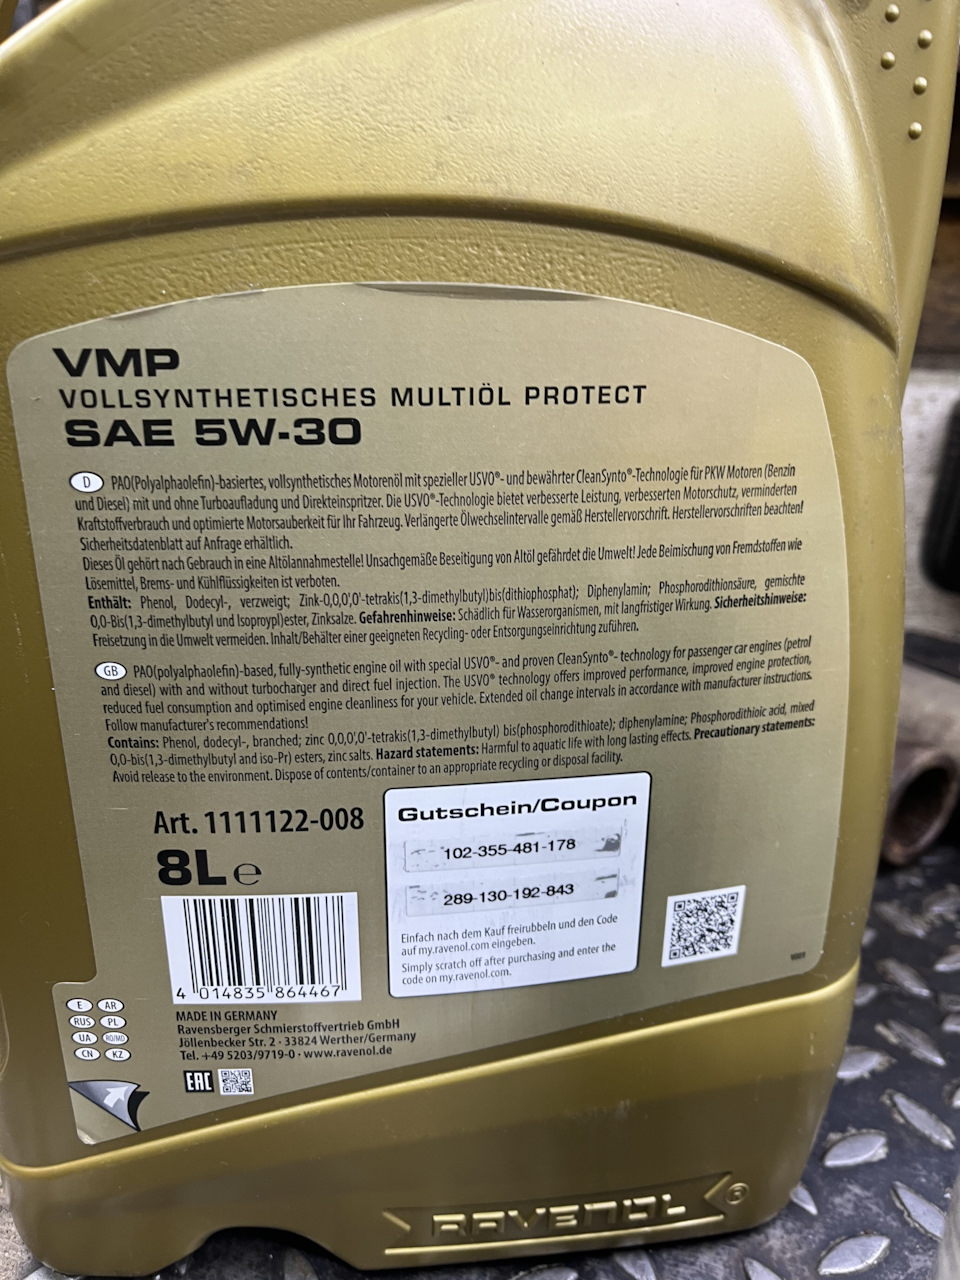 VMP
VOLLSYNTHETISCHES MULTIÖL PROTECT
SAE 5W-30
D PAO(Polyalphaolefin)-basiertes, vollsynthetisches Motorenöl mit spezieller USVO®- und bewährter CleanSynto®-Technologie für PKW Motoren (Benzin
und Diesel) mit und ohne Turboaufladung und Direkteinspritzer. Die USVO®-Technologie bietet verbesserte Leistung, verbesserten Motorschutz, verminderten
Kraftstoffverbrauch und optimierte Motorsauberkeit für Ihr Fahrzeug. Verlängerte Ölwechselintervalle gemäß Herstellervorschrift. Herstellervorschriften beachten!
Sicherheitsdatenblatt auf Anfrage erhältlich.
Dieses Öl gehört nach Gebrauch in eine Altölannahmestelle! Unsachgemäße Beseitigung von Altöl gefährdet die Umwelt! Jede Beimischung von Fremdstoffen wie
Lösemittel, Brems- und Kühlflüssigkeiten ist verboten.
Enthält: Phenol, Dodecyl-, verzweigt; Zink-O,O,O',O'-tetrakis(1,3-dimethylbutyl)bis(dithiophosphat); Diphenylamin; Phosphorodithionsäure, gemischte
O,O-Bis(1,3-dimethylbutyl und Isopropyl)ester, Zinksalze. Gefahrenhinweise: Schädlich für Wasserorganismen, mit langfristiger Wirkung. Sicherheitshinweise:
Freisetzung in die Umwelt vermeiden. Inhalt/Behälter einer geeigneten Recycling- oder Entsorgungseinrichtung zuführen.
GB PAO(polyalphaolefin)-based, fully-synthetic engine oil with special USVO®- and proven CleanSynto®- technology for passenger car engines (petrol
and diesel) with and without turbocharger and direct fuel injection. The USVO® technology offers improved performance, improved engine protection,
reduced fuel consumption and optimised engine cleanliness for your vehicle. Extended oil change intervals in accordance with manufacturer instructions.
Follow manufacturer's recommendations!
Contains: Phenol, dodecyl-, branched; zinc O,O,O',O'-tetrakis(1,3-dimethylbutyl) bis(phosphorodithioate); diphenylamine; Phosphorodithioic acid, mixed
O,O-bis(1,3-dimethylbutyl and iso-Pr) esters, zinc salts. Hazard statements: Harmful to aquatic life with long lasting effects. Precautionary statements:
Avoid release to the environment. Dispose of contents/container to an appropriate recycling or disposal facility.
Art. 1111122-008
8L e
4 014835 864467
Gutschein/Coupon
102-355-481-178
289-130-192-843
Einfach nach dem Kauf freirubbeln und den Code
auf my.ravenol.com eingeben.
Simply scratch off after purchasing and enter the
code on my.ravenol.com.
E AR
RUS PL
UA RO/MD
CN KZ
MADE IN GERMANY
Ravensberger Schmierstoffvertrieb GmbH
Jöllenbecker Str. 2 · 33824 Werther/Germany
Tel. +49 5203/9719-0 · www.ravenol.de
EAC
RAVENOL ®